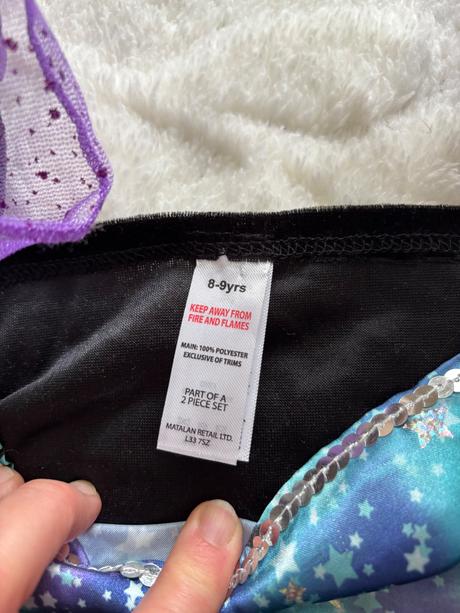 8-9yrs
KEEP AWAY FROM
FIRE AND FLAMES
MAIN: 100% POLYESTER
EXCLUSIVE OF TRIMS
PART OF A
2 PIECE SET
MATALAN RETAIL LTD.
L33 7SZ